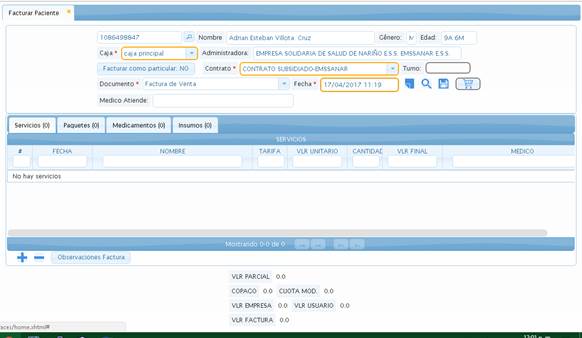 Facturar Paciente
1086498847 Nombre Adrian Esteban Villota Cruz Género: M Edad: 9A 6M
Caja * caja principal Administradora: EMPRESA SOLIDARIA DE SALUD DE NARIÑO E.S.S. EMSSANAR E.S.S.
Facturar como particular: NO Contrato * CONTRATO SUBSIDIADO-EMSSANAR Turno:
Documento * Factura de Venta Fecha * 17/04/2017 11:19
Medico Atiende:
Servicios (0) Paquetes (0) Medicamentos (0) Insumos (0)
SERVICIOS
# FECHA NOMBRE TARIFA VLR UNITARIO CANTIDAD VLR FINAL MEDICO
No hay servicios
Mostrando 0-0 de 0
Observaciones Factura
VLR PARCIAL 0.0
COPAGO 0.0 CUOTA MOD. 0.0
VLR EMPRESA 0.0 VLR USUARIO 0.0
VLR FACTURA 0.0
aces/home.xhtml#